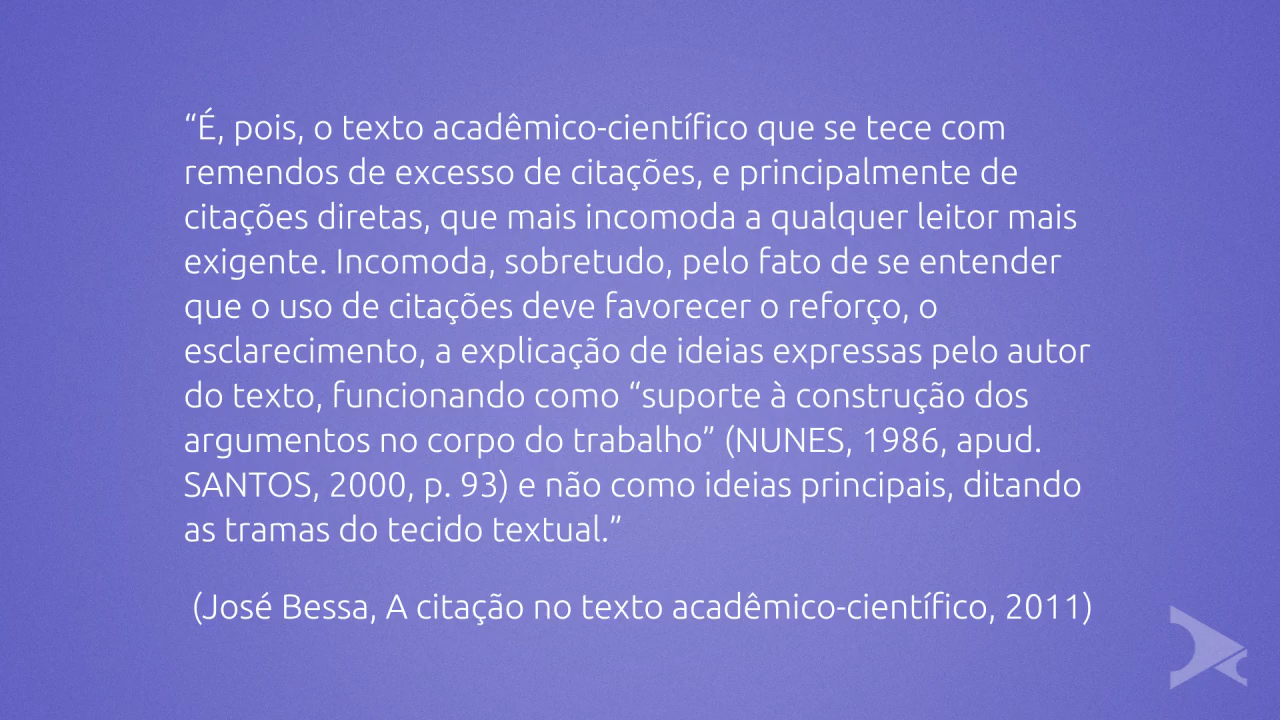 “É, pois, o texto acadêmico-científico que se tece com
remendos de excesso de citações, e principalmente de
citações diretas, que mais incomoda a qualquer leitor mais
exigente. Incomoda, sobretudo, pelo fato de se entender
que o uso de citações deve favorecer o reforço, o
esclarecimento, a explicação de ideias expressas pelo autor
do texto, funcionando como “suporte à construção dos
argumentos no corpo do trabalho” (NUNES, 1986, apud.
SANTOS, 2000, p. 93) e não como ideias principais, ditando
as tramas do tecido textual.”
(José Bessa, A citação no texto acadêmico-científico, 2011)